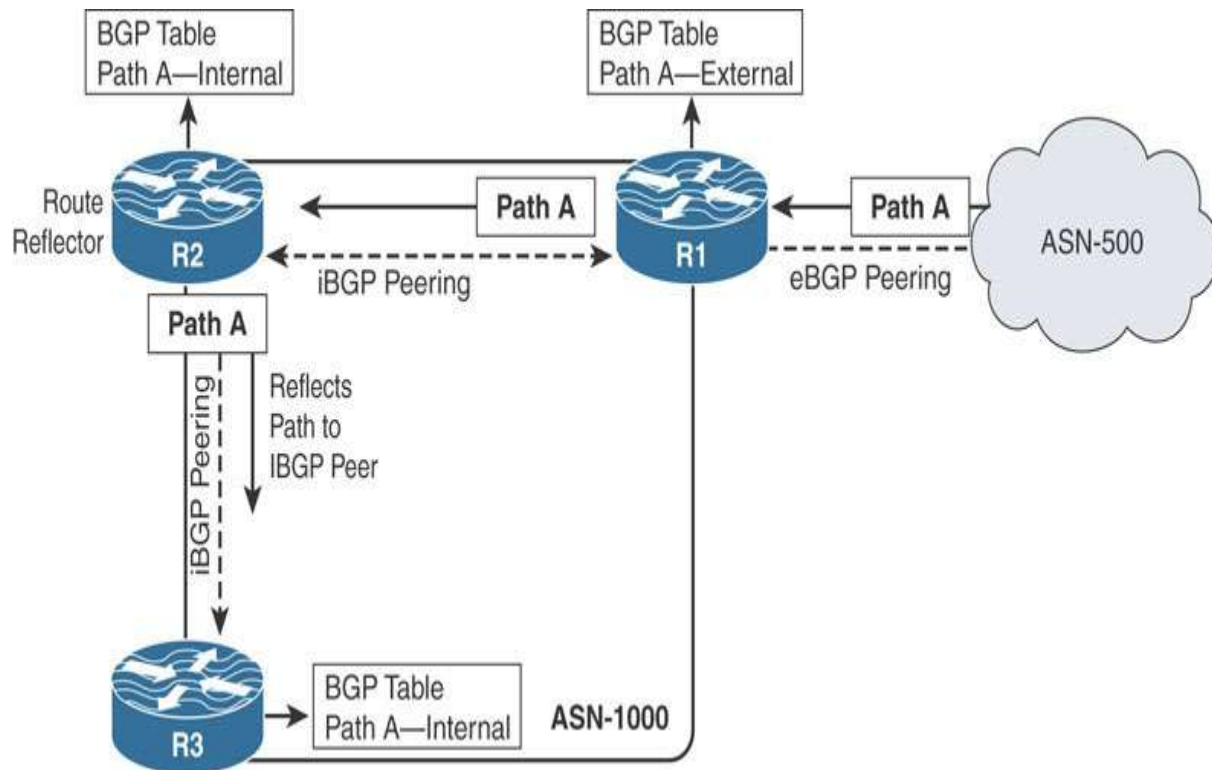 BGP Table
Path A—Internal
BGP Table
Path A—External
Route
Reflector
R2
Path A
iBGP Peering
R1
Path A
eBGP Peering
ASN-500
Path A
iBGP Peering
Reflects
Path to
IBGP Peer
R3
BGP Table
Path A—Internal
ASN-1000